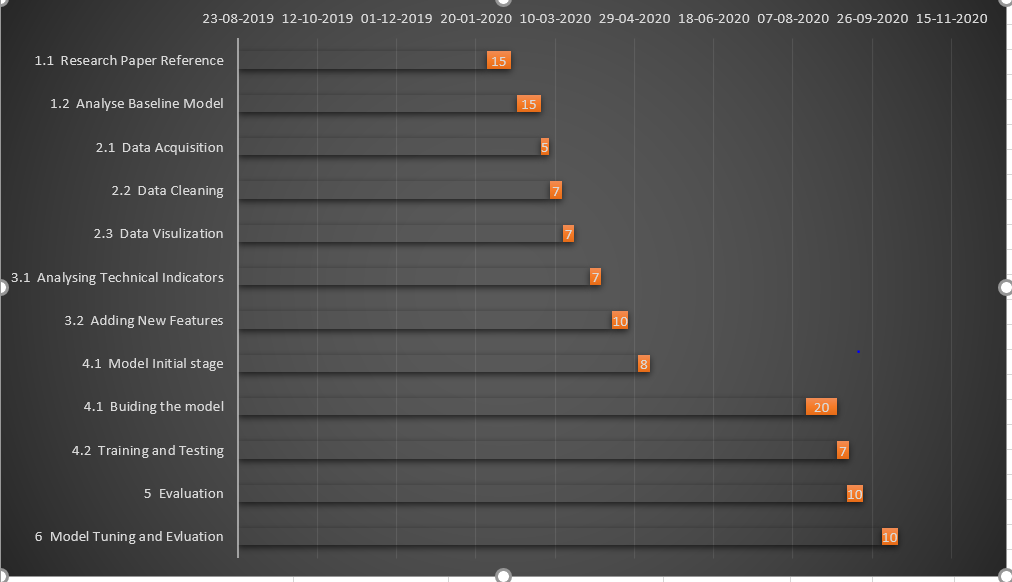 23-08-2019 12-10-2019 01-12-2019 20-01-2020 10-03-2020 29-04-2020 18-06-2020 07-08-2020 26-09-2020 15-11-2020
1.1 Research Paper Reference 15
1.2 Analyse Baseline Model 15
2.1 Data Acquisition 5
2.2 Data Cleaning 7
2.3 Data Visulization 7
3.1 Analysing Technical Indicators 7
3.2 Adding New Features 10
4.1 Model Initial stage 8
4.1 Buiding the model 20
4.2 Training and Testing 7
5 Evaluation 10
6 Model Tuning and Evluation 10